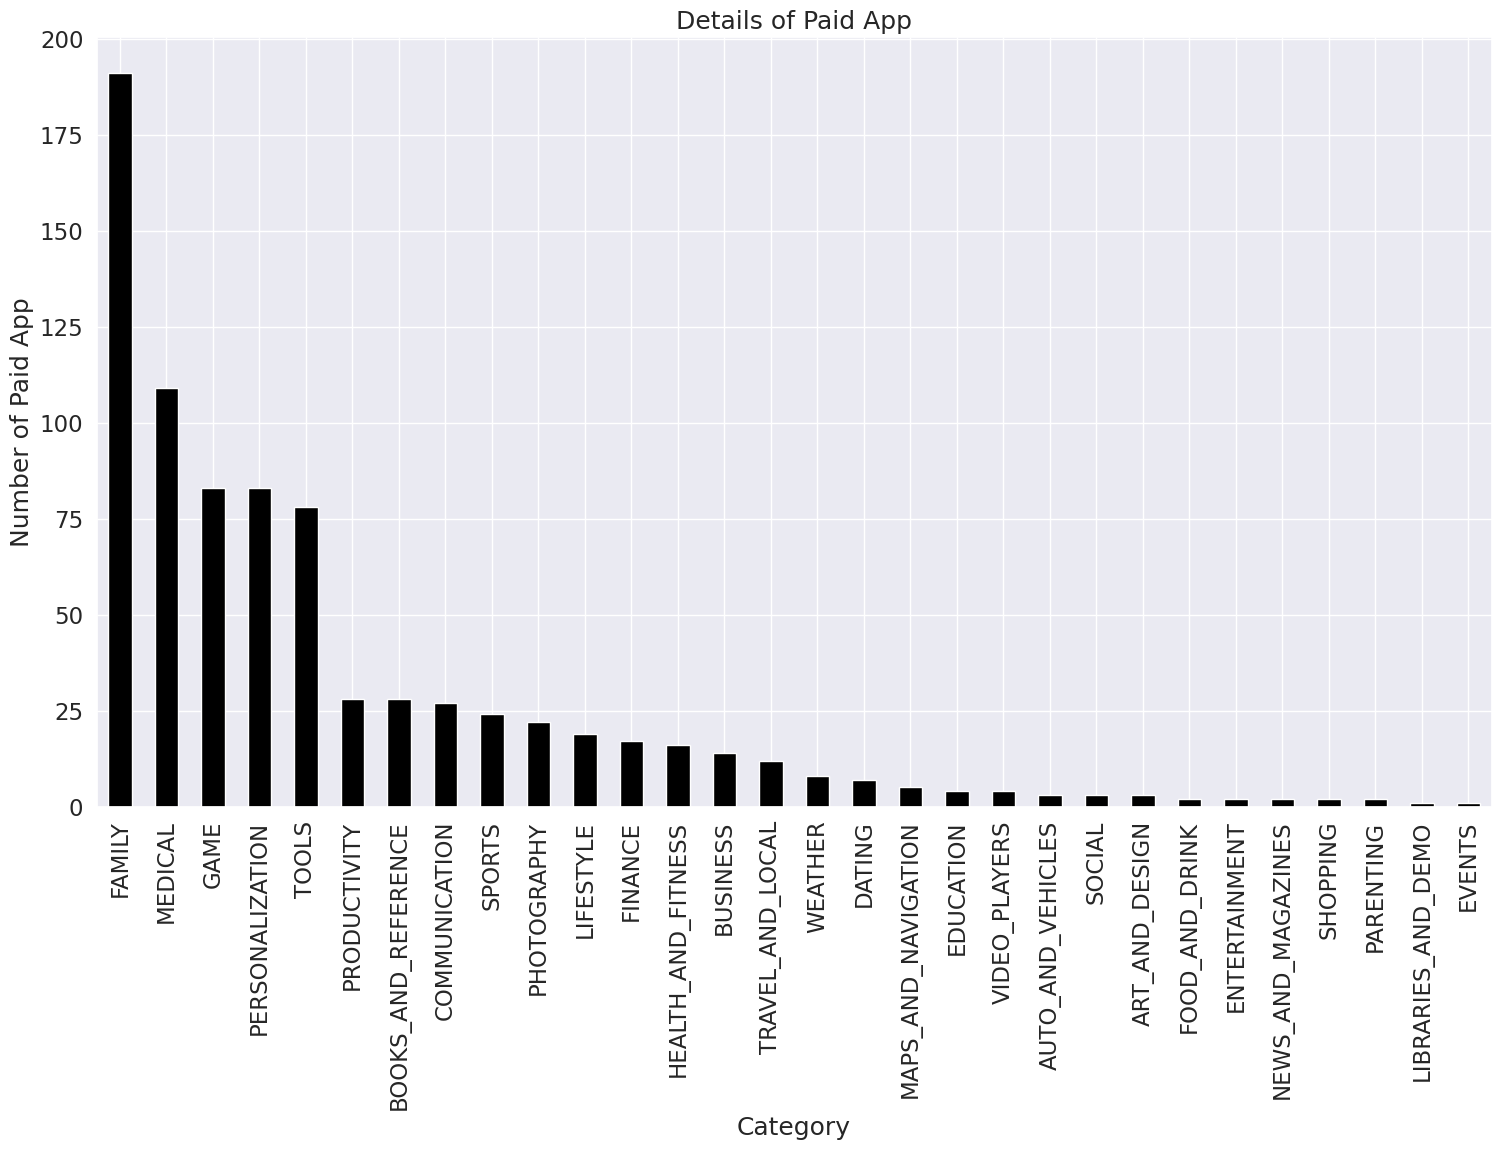 Details of Paid App
Number of Paid App
200
175
150
125
100
75
50
25
0
FAMILY
MEDICAL
GAME
PERSONALIZATION
TOOLS
PRODUCTIVITY
BOOKS_AND_REFERENCE
COMMUNICATION
SPORTS
PHOTOGRAPHY
LIFESTYLE
FINANCE
HEALTH_AND_FITNESS
BUSINESS
TRAVEL_AND_LOCAL
WEATHER
DATING
MAPS_AND_NAVIGATION
EDUCATION
VIDEO_PLAYERS
AUTO_AND_VEHICLES
SOCIAL
ART_AND_DESIGN
FOOD_AND_DRINK
ENTERTAINMENT
NEWS_AND_MAGAZINES
SHOPPING
PARENTING
LIBRARIES_AND_DEMO
EVENTS
Category